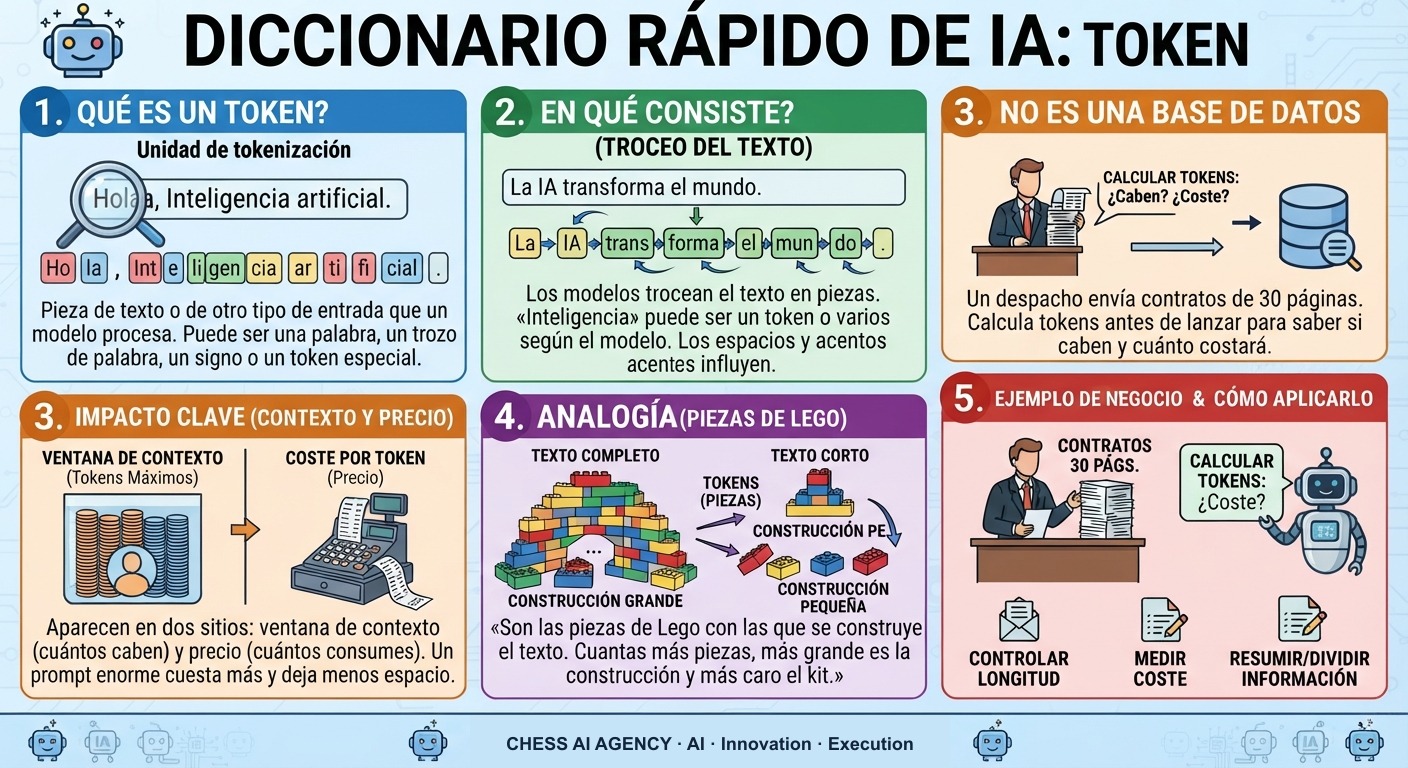 DICCIONARIO RÁPIDO DE IA: TOKEN
1. QUÉ ES UN TOKEN?
Unidad de tokenización
Holaa, Inteligencia artificial.
Ho la , Int e li gen cia ar ti fi cial .
Pieza de texto o de otro tipo de entrada que un
modelo procesa. Puede ser una palabra, un trozo
de palabra, un signo o un token especial.
2. EN QUÉ CONSISTE?
(TROCEO DEL TEXTO)
La IA transforma el mundo.
La IA trans forma el mun do .
Los modelos trocean el texto en piezas.
«Inteligencia» puede ser un token o varios
según el modelo. Los espacios y acentos
acentes influyen.
3. NO ES UNA BASE DE DATOS
CALCULAR TOKENS:
¿Caben? ¿Coste?
Un despacho envía contratos de 30 páginas.
Calcula tokens antes de lanzar para saber si
caben y cuánto costará.
3. IMPACTO CLAVE (CONTEXTO Y PRECIO)
VENTANA DE CONTEXTO
(Tokens Máximos)
COSTE POR TOKEN
(Precio)
Aparecen en dos sitios: ventana de contexto
(cuántos caben) y precio (cuántos consumes). Un
prompt enorme cuesta más y deja menos espacio.
4. ANALOGÍA (PIEZAS DE LEGO)
TEXTO COMPLETO
...
CONSTRUCCIÓN GRANDE
TOKENS
(PIEZAS)
TEXTO CORTO
CONSTRUCCIÓN PE
CONSTRUCCIÓN
PEQUEÑA
«Son las piezas de Lego con las que se construye
el texto. Cuantas más piezas, más grande es la
construcción y más caro el kit.»
5. EJEMPLO DE NEGOCIO & CÓMO APLICARLO
CONTRATOS
30 PÁGS.
CALCULAR
TOKENS:
¿Coste?
CONTROLAR
LONGITUD
MEDIR
COSTE
RESUMIR/DIVIDIR
INFORMACIÓN
IA
CHESS AI AGENCY · AI · Innovation · Execution
IA